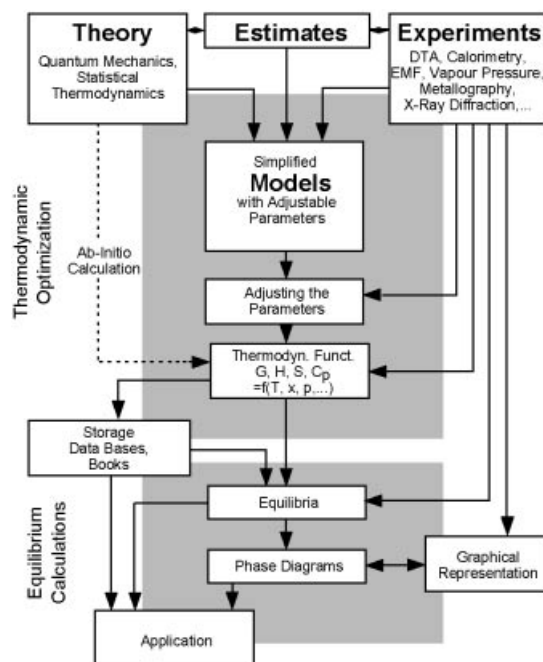 Theory
Quantum Mechanics,
Statistical
Thermodynamics
Estimates
Experiments
DTA, Calorimetry,
EMF, Vapour Pressure,
Metallography,
X-Ray Diffraction,...
Simplified
Models
with Adjustable
Parameters
Thermodynamic
Optimization
Ab-Initio
Calculation
Adjusting the
Parameters
Thermodyn. Funct.
G, H, S, Cp
=f(T, x, p,...)
Storage
Data Bases,
Books
Equilibrium
Calculations
Equilibria
Phase Diagrams
Graphical
Representation
Application